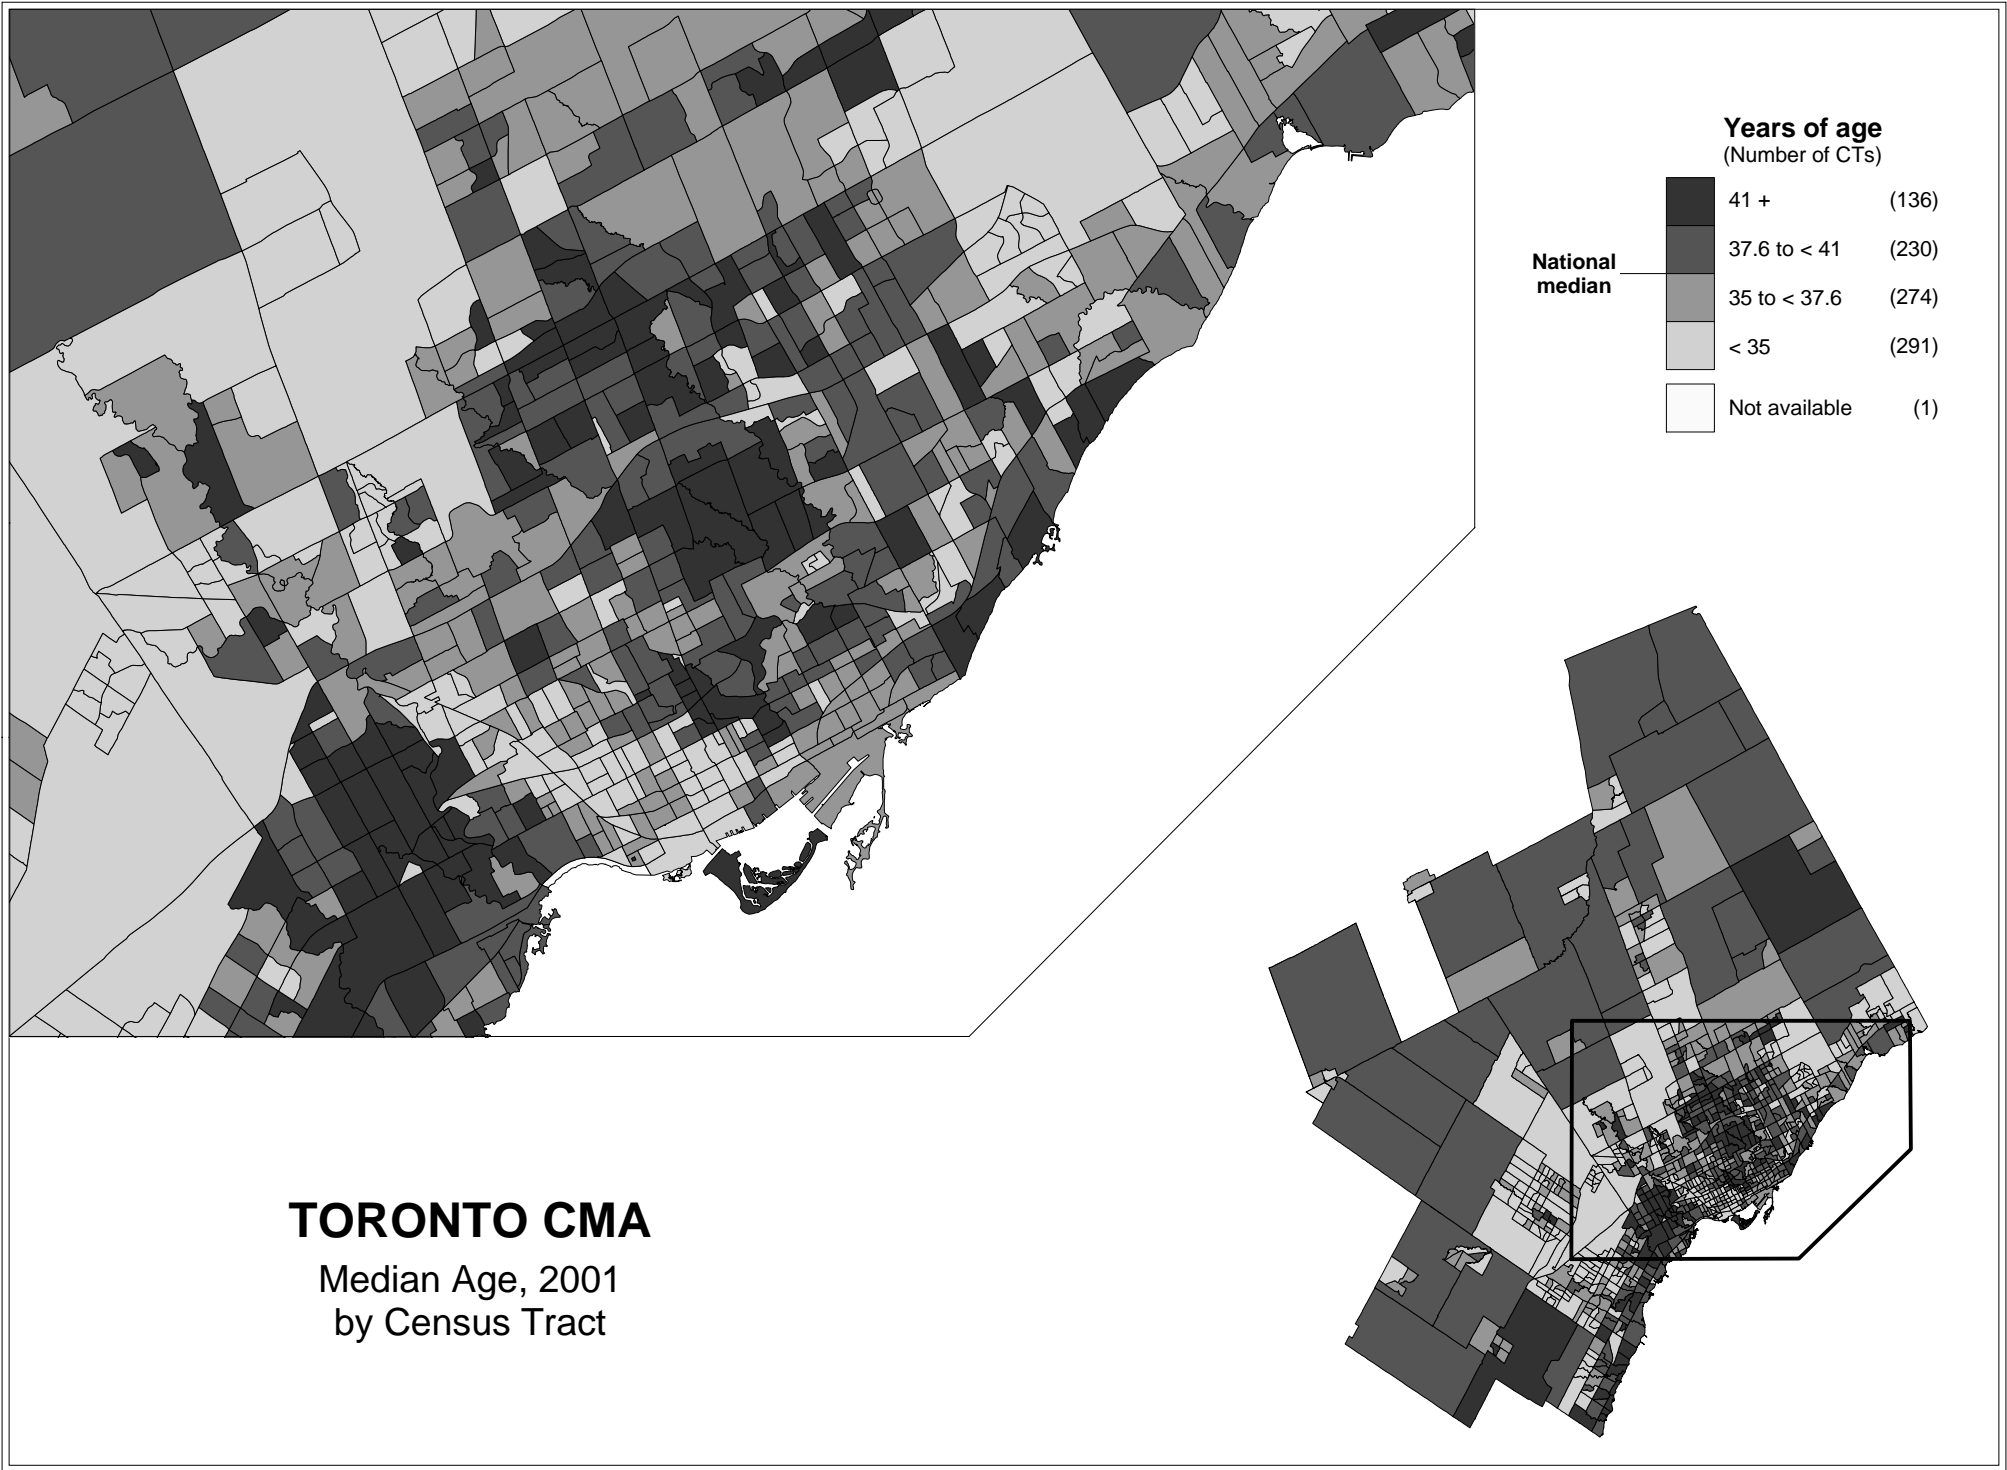 Years of age
(Number of CTs)
41 + (136)
37.6 to < 41 (230)
National
median
35 to < 37.6 (274)
< 35 (291)
Not available (1)
TORONTO CMA
Median Age, 2001
by Census Tract